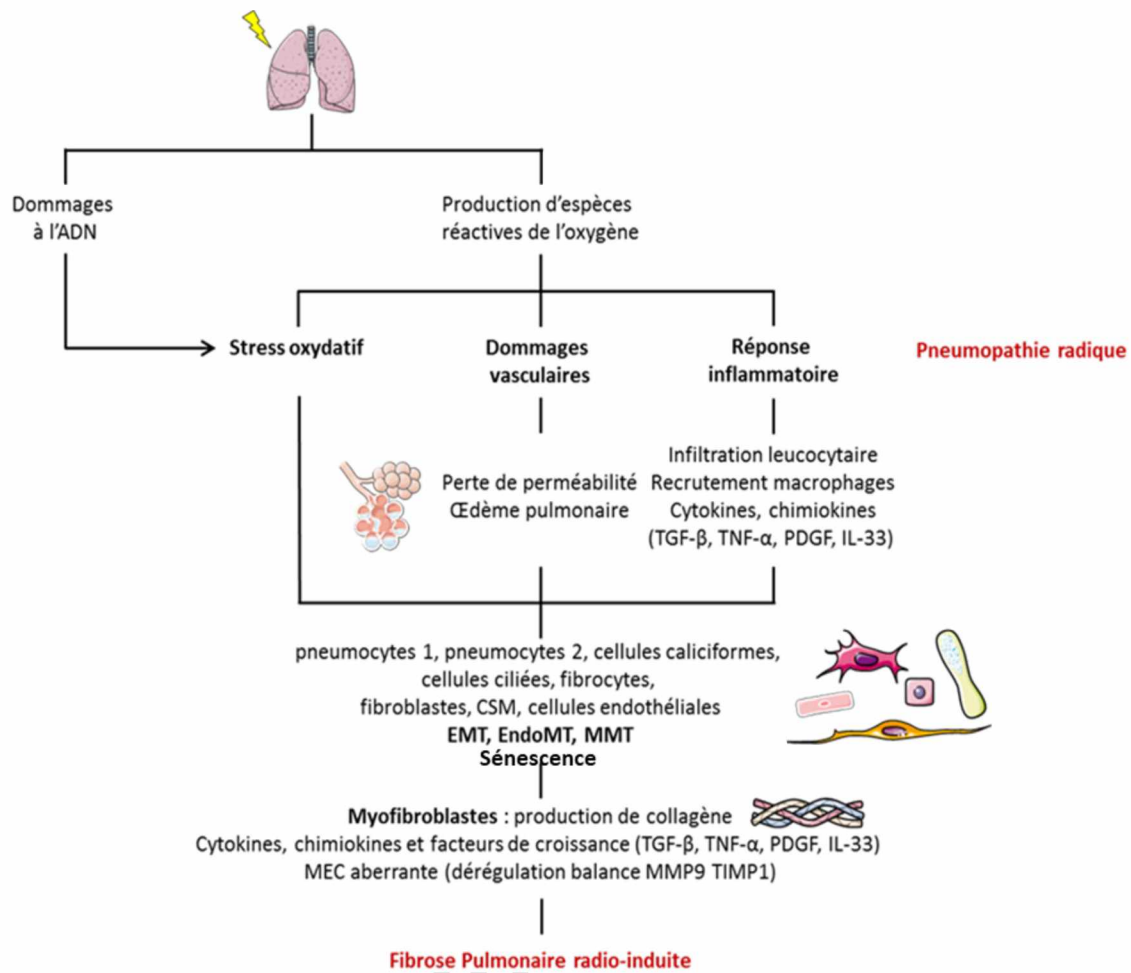 Dommages
à l'ADN
Production d'espèces
réactives de l'oxygène
Stress oxydatif
Dommages
vasculaires
Réponse
inflammatoire
Pneumopathie radique
Perte de perméabilité
Œdème pulmonaire
Infiltration leucocytaire
Recrutement macrophages
Cytokines, chimiokines
(TGF-β, TNF-α, PDGF, IL-33)
pneumocytes 1, pneumocytes 2, cellules caliciformes,
cellules ciliées, fibrocytes,
fibroblastes, CSM, cellules endothéliales
EMT, EndoMT, MMT
Sénescence
Myofibroblastes : production de collagène
Cytokines, chimiokines et facteurs de croissance (TGF-β, TNF-α, PDGF, IL-33)
MEC aberrante (dérégulation balance MMP9 TIMP1)
Fibrose Pulmonaire radio-induite